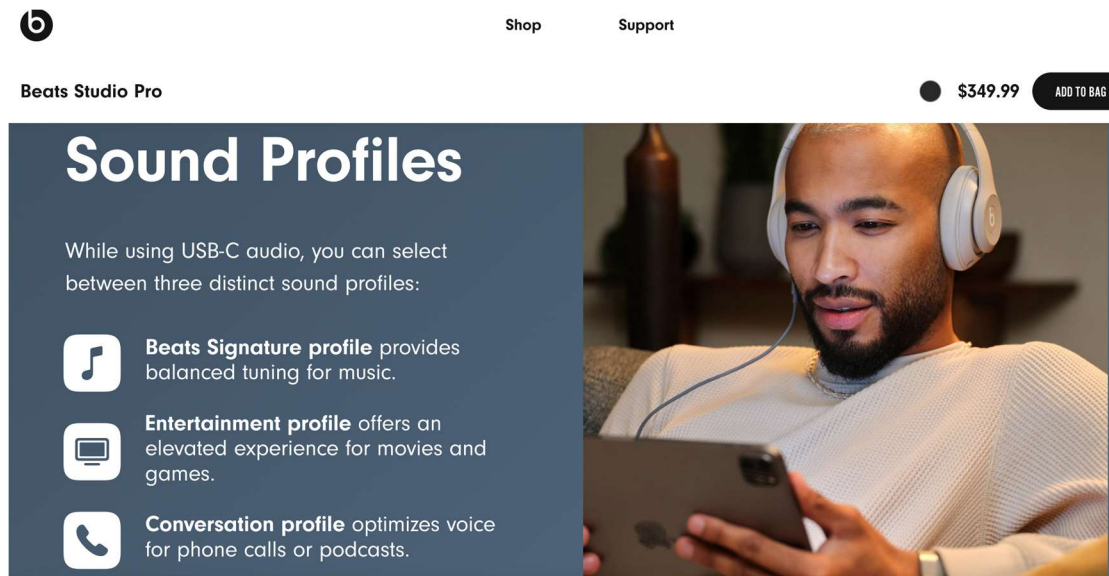 Shop Support
Beats Studio Pro $349.99 ADD TO BAG
Sound Profiles
While using USB-C audio, you can select
between three distinct sound profiles:
Beats Signature profile provides
balanced tuning for music.
Entertainment profile offers an
elevated experience for movies and
games.
Conversation profile optimizes voice
for phone calls or podcasts.